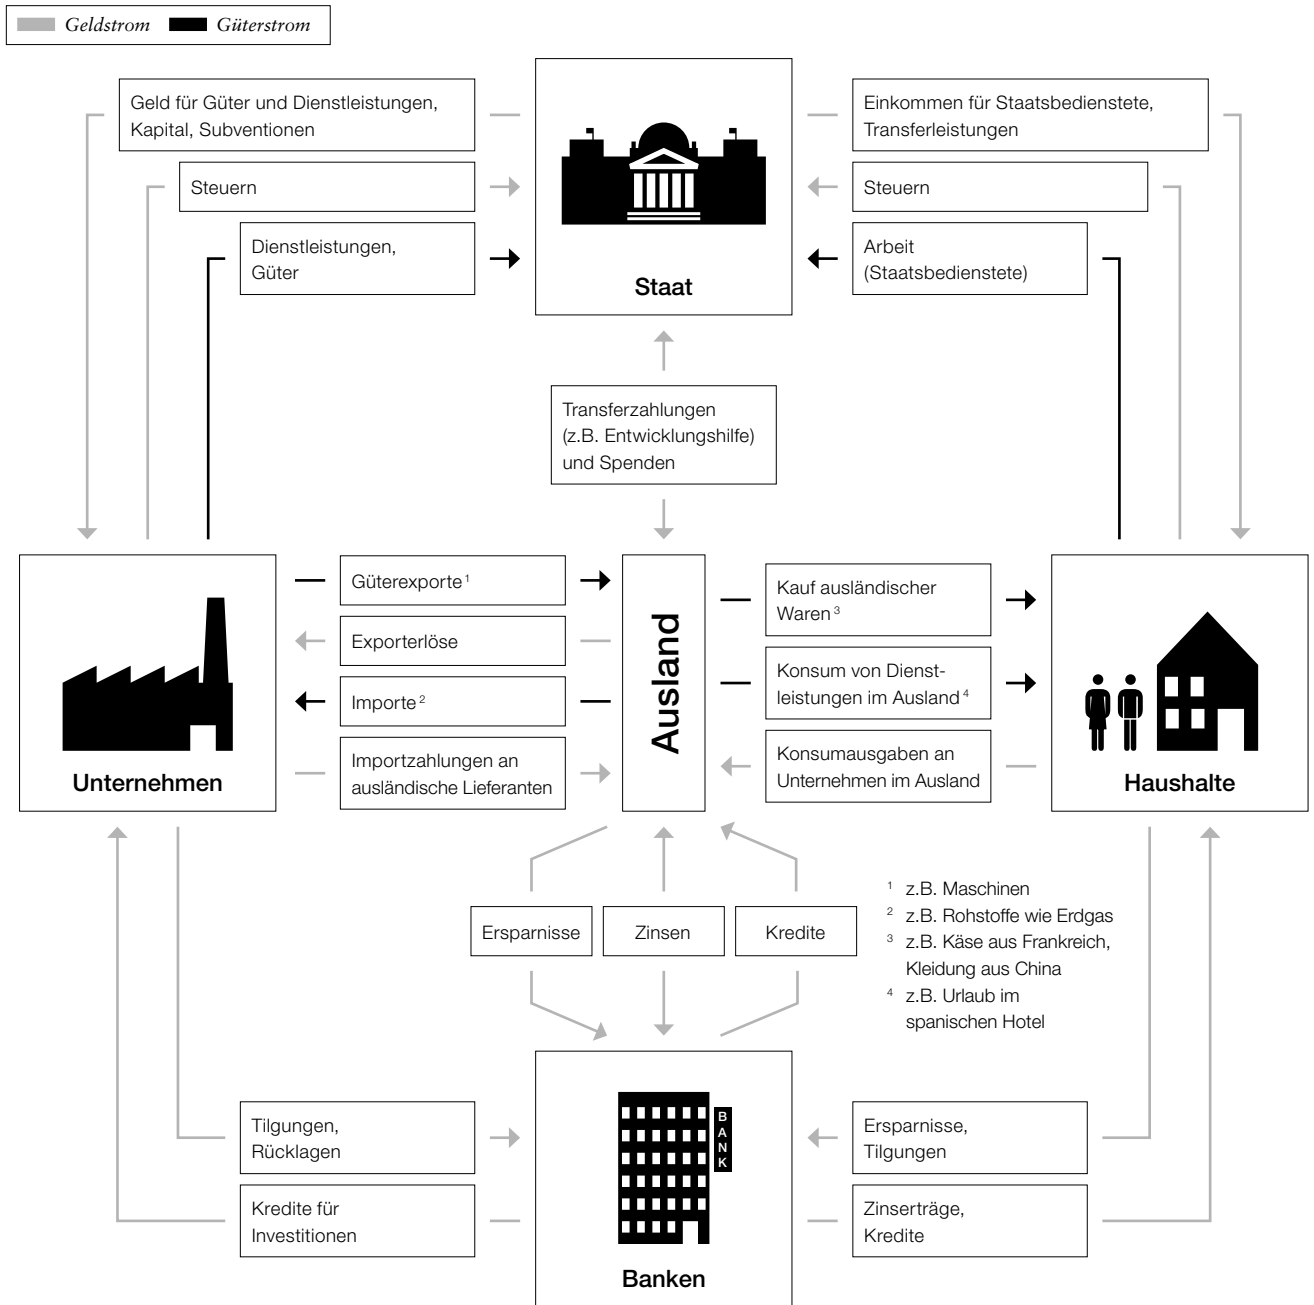 Geldstrom
Güterstrom
Geld für Güter und Dienstleistungen,
Kapital, Subventionen
Einkommen für Staatsbedienstete,
Transferleistungen
Steuern
Steuern
Dienstleistungen,
Güter
Arbeit
(Staatsbedienstete)
Staat
Transferzahlungen
(z.B. Entwicklungshilfe)
und Spenden
Güterexporte ¹
Exporterlöse
Importe ²
Importzahlungen an
ausländische Lieferanten
Unternehmen
Ausland
Kauf ausländischer
Waren ³
Konsum von Dienst-
leistungen im Ausland ⁴
Konsumausgaben an
Unternehmen im Ausland
Haushalte
Ersparnisse
Zinsen
Kredite
¹ z.B. Maschinen
² z.B. Rohstoffe wie Erdgas
³ z.B. Käse aus Frankreich,
Kleidung aus China
⁴ z.B. Urlaub im
spanischen Hotel
Tilgungen,
Rücklagen
Kredite für
Investitionen
BANK
Banken
Ersparnisse,
Tilgungen
Zinserträge,
Kredite